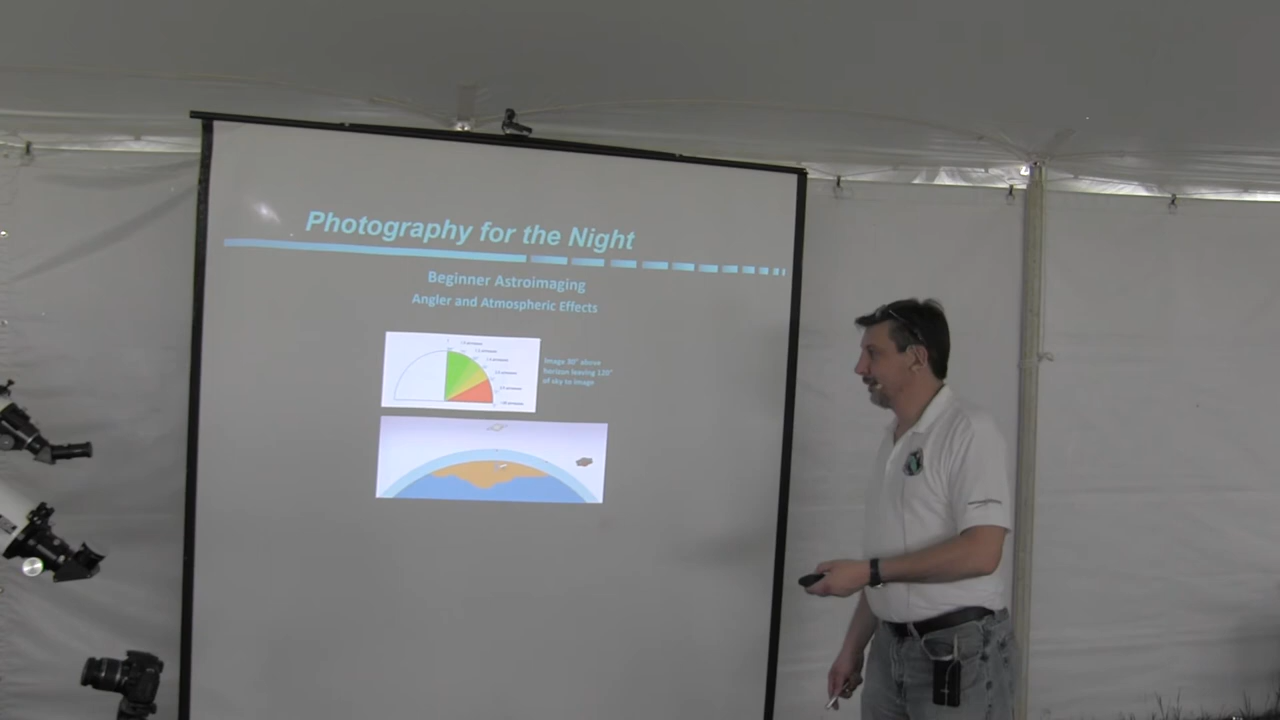 Photography for the Night
Beginner Astroimaging
Angler and Atmospheric Effects
Image 30° above
horizon leaving 120°
of sky to image